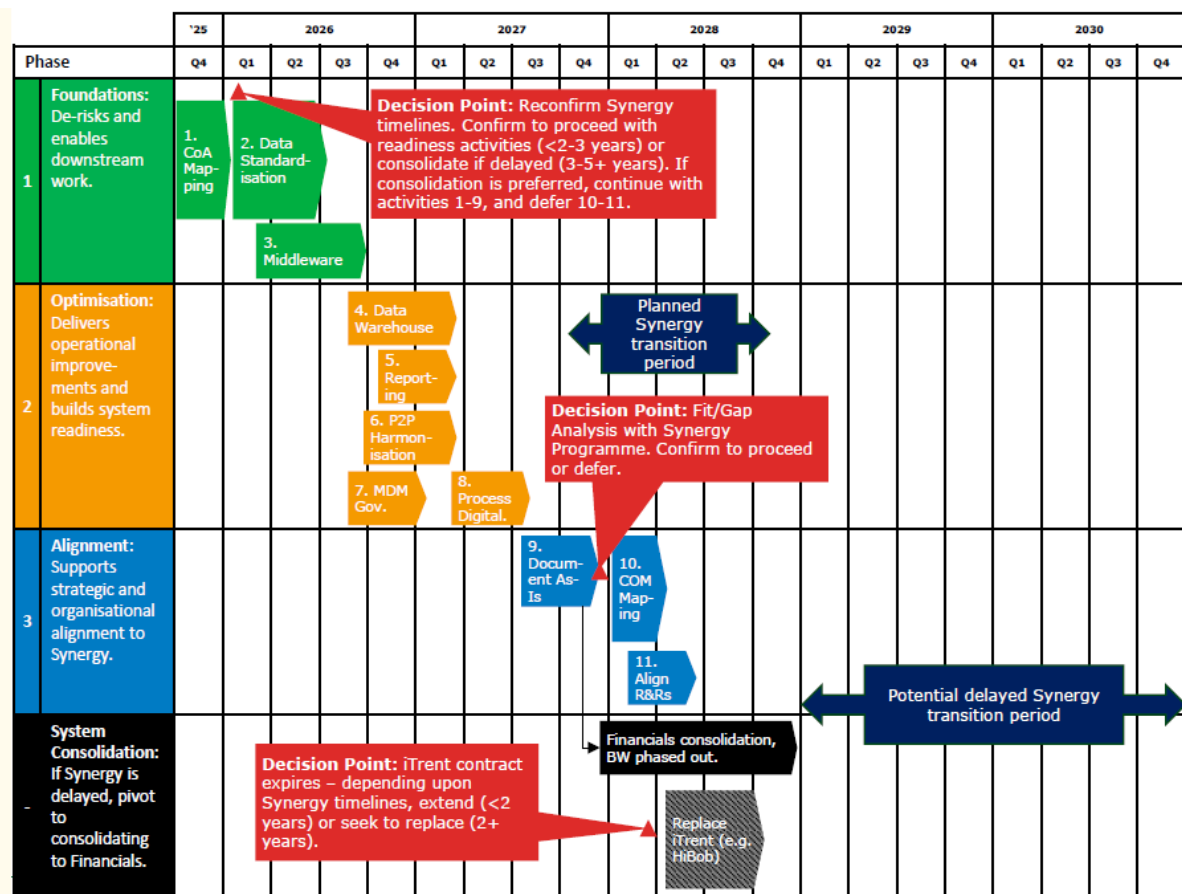 ‘25 2026 2027 2028 2029 2030
Phase Q4 Q1 Q2 Q3 Q4 Q1 Q2 Q3 Q4 Q1 Q2 Q3 Q4 Q1 Q2 Q3 Q4 Q1 Q2 Q3 Q4
1
Foundations:
De-risks and
enables
downstream
work.
1.
CoA
Map-
ping
2. Data
Standard-
isation
3.
Middleware
Decision Point: Reconfirm Synergy
timelines. Confirm to proceed with
readiness activities (<2-3 years) or
consolidate if delayed (3-5+ years). If
consolidation is preferred, continue with
activities 1-9, and defer 10-11.
2
Optimisation:
Delivers
operational
improve-
ments and
builds system
readiness.
4. Data
Warehouse
5.
Report-
ing
6. P2P
Harmon-
isation
7. MDM
Gov.
8.
Process
Digital.
Planned
Synergy
transition
period
Decision Point: Fit/Gap
Analysis with Synergy
Programme. Confirm to proceed
or defer.
3
Alignment:
Supports
strategic and
organisational
alignment to
Synergy.
9.
Docum-
ent As-
Is
10.
COM
Map-
ing
11.
Align
R&Rs
Potential delayed Synergy
transition period
-
System
Consolidation:
If Synergy is
delayed, pivot
to
consolidating
to Financials.
Financials consolidation,
BW phased out.
Decision Point: iTrent contract
expires – depending upon
Synergy timelines, extend (<2
years) or seek to replace (2+
years).
Replace
iTrent (e.g.
HiBob)